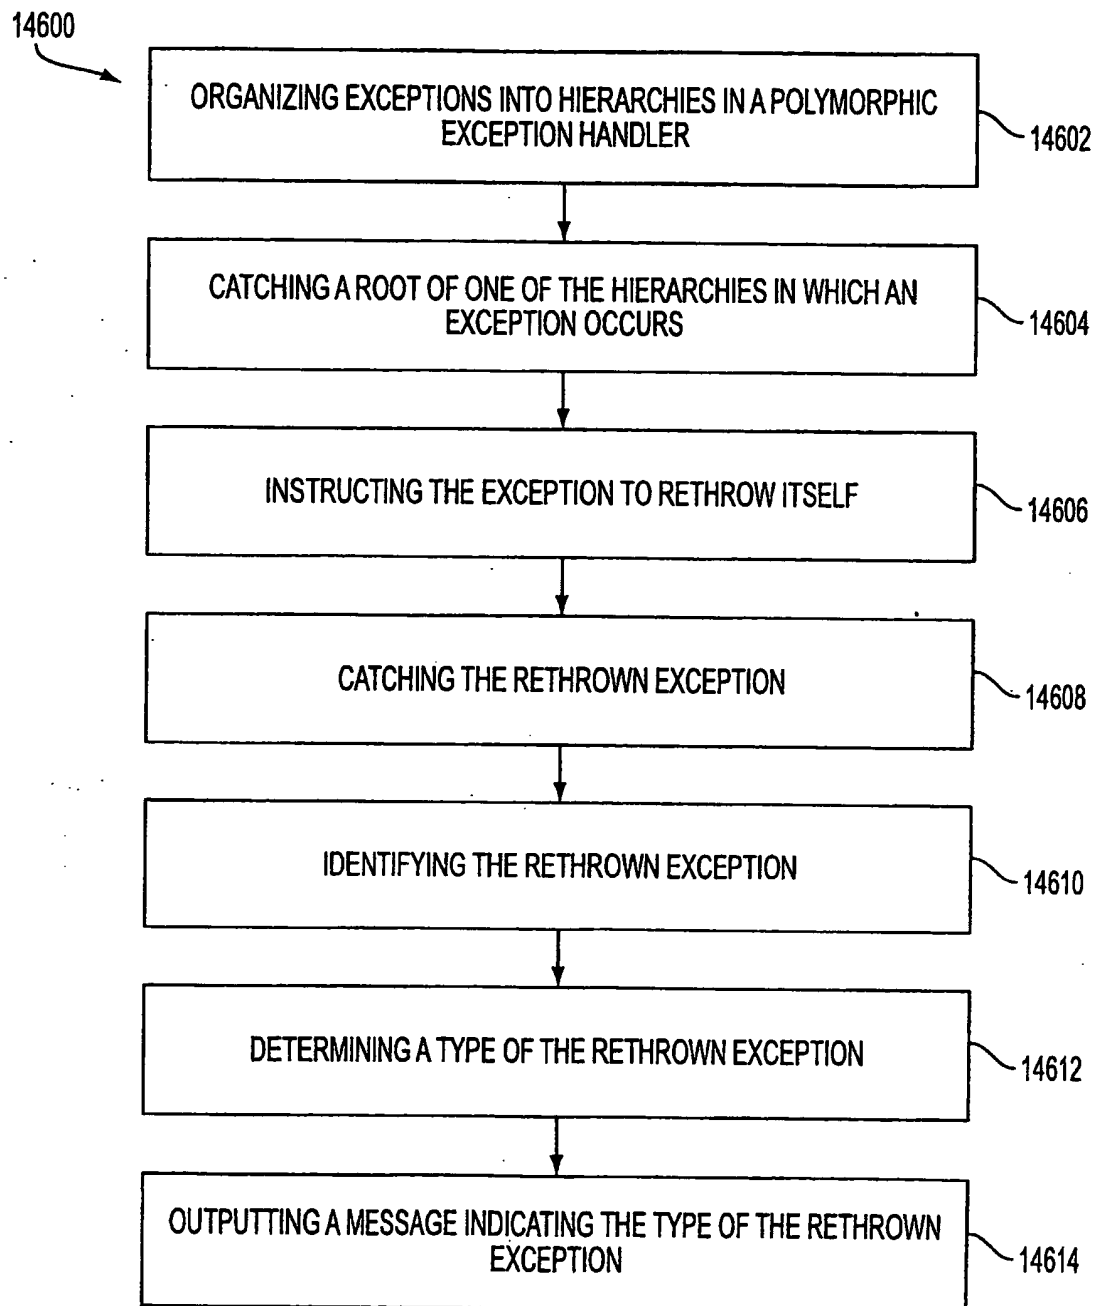 14600
ORGANIZING EXCEPTIONS INTO HIERARCHIES IN A POLYMORPHIC
EXCEPTION HANDLER
14602
CATCHING A ROOT OF ONE OF THE HIERARCHIES IN WHICH AN
EXCEPTION OCCURS
14604
INSTRUCTING THE EXCEPTION TO RETHROW ITSELF
14606
CATCHING THE RETHROWN EXCEPTION
14608
IDENTIFYING THE RETHROWN EXCEPTION
14610
DETERMINING A TYPE OF THE RETHROWN EXCEPTION
14612
OUTPUTTING A MESSAGE INDICATING THE TYPE OF THE RETHROWN
EXCEPTION
14614